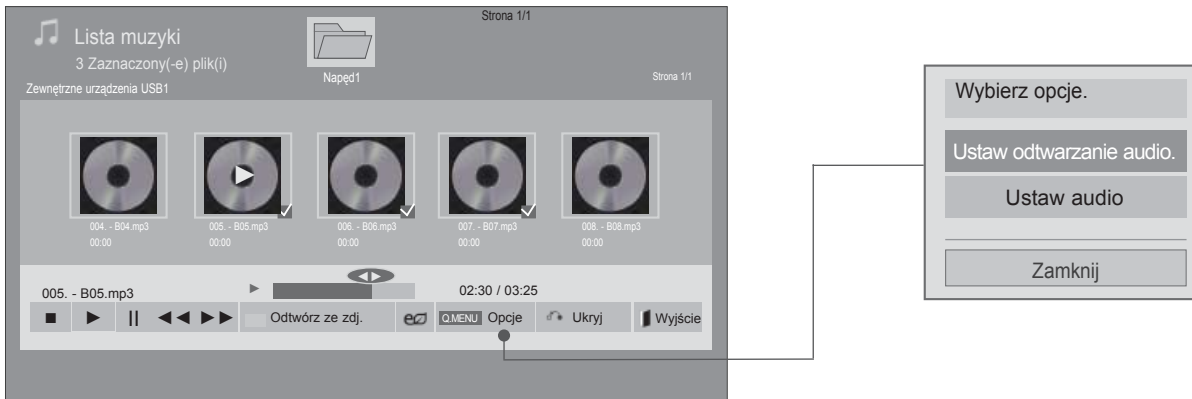 Strona 1/1
Lista muzyki
3 Zaznaczony(-e) plik(i)
Napęd1
Strona 1/1
Zewnętrzne urządzenia USB1
004. - B04.mp3
00:00
005. - B05.mp3
00:00
006. - B06.mp3
00:00
007. - B07.mp3
00:00
008. - B08.mp3
00:00
005. - B05.mp3
02:30 / 03:25
Odtwórz ze zdj.
Q.MENU Opcje
Ukryj
Wyjście
Wybierz opcje.
Ustaw odtwarzanie audio.
Ustaw audio
Zamknij